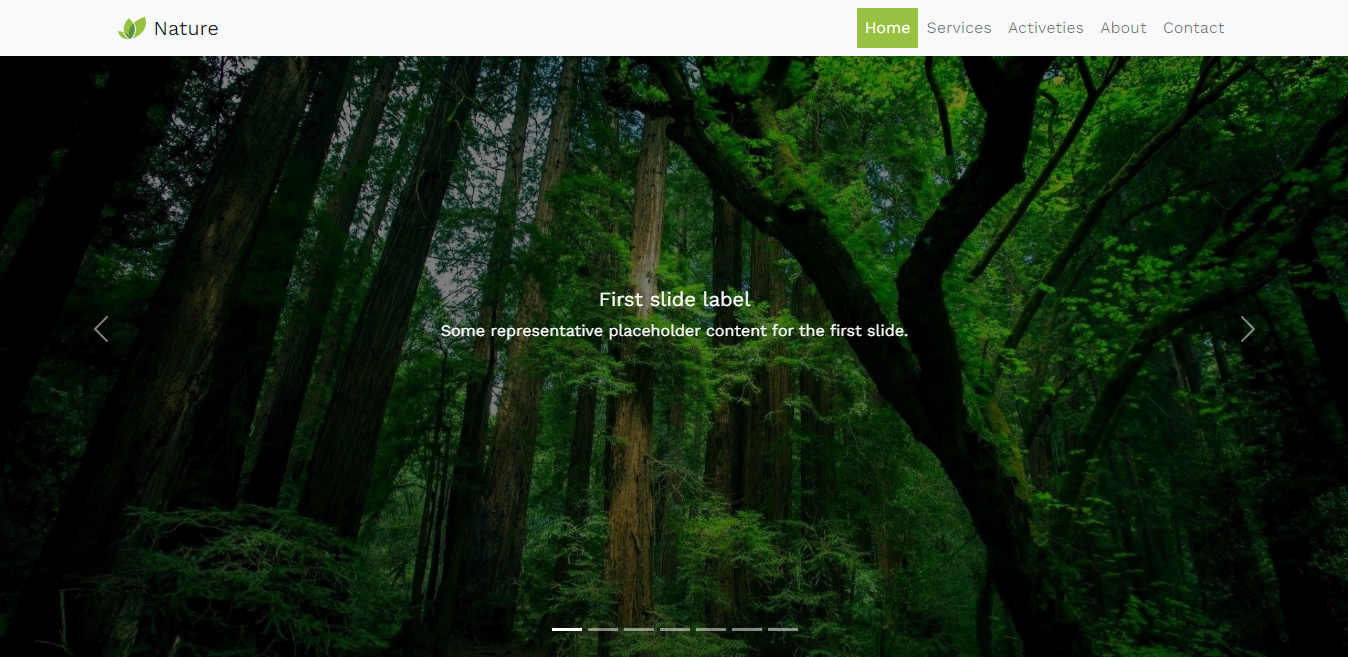 Nature
Home Services Activeties About Contact
First slide label
Some representative placeholder content for the first slide.